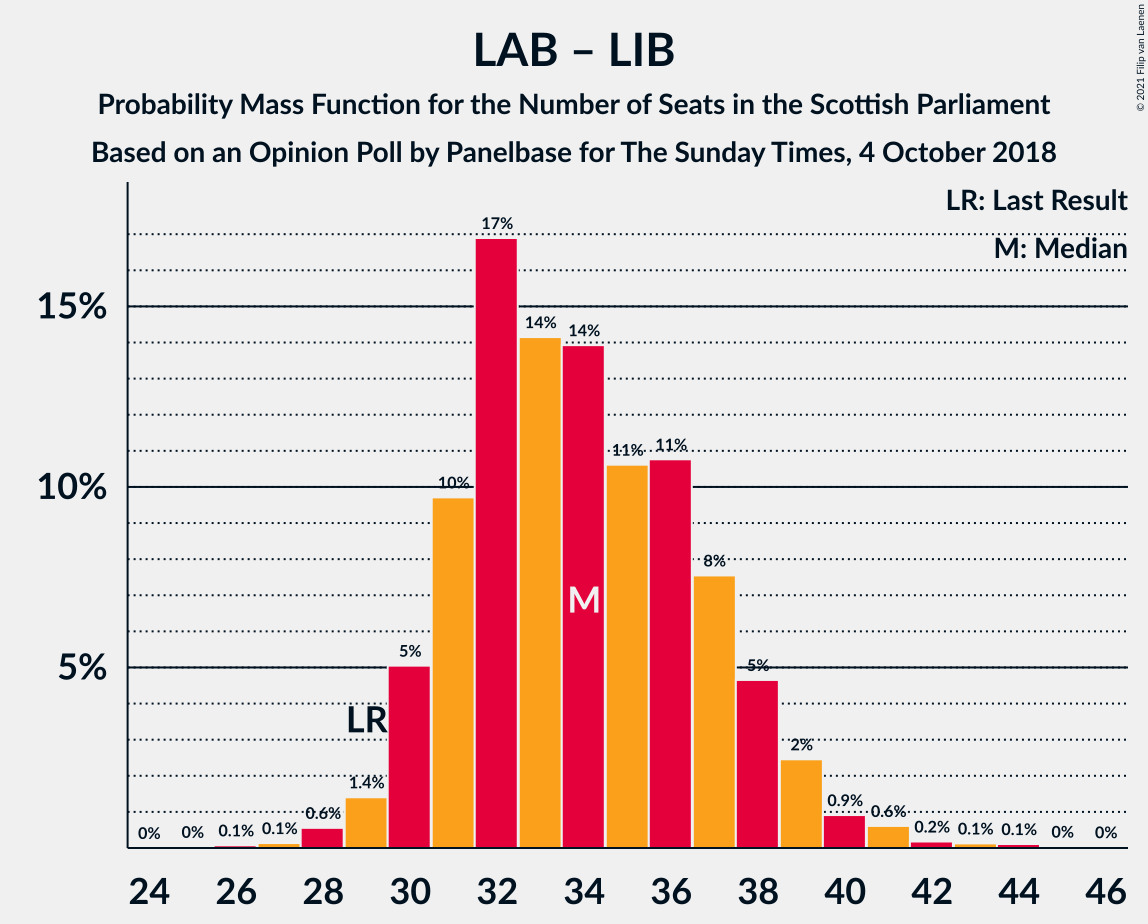 LAB – LIB
Probability Mass Function for the Number of Seats in the Scottish Parliament
Based on an Opinion Poll by Panelbase for The Sunday Times, 4 October 2018
© 2021 Filip van Laenen
LR: Last Result
M: Median
15%
10%
5%
0%
0%
0.1%
0.1%
0.6%
1.4%
5%
10%
17%
14%
14%
11%
11%
8%
5%
2%
0.9%
0.6%
0.2%
0.1%
0.1%
0%
0%
LR
M
24 26 28 30 32 34 36 38 40 42 44 46